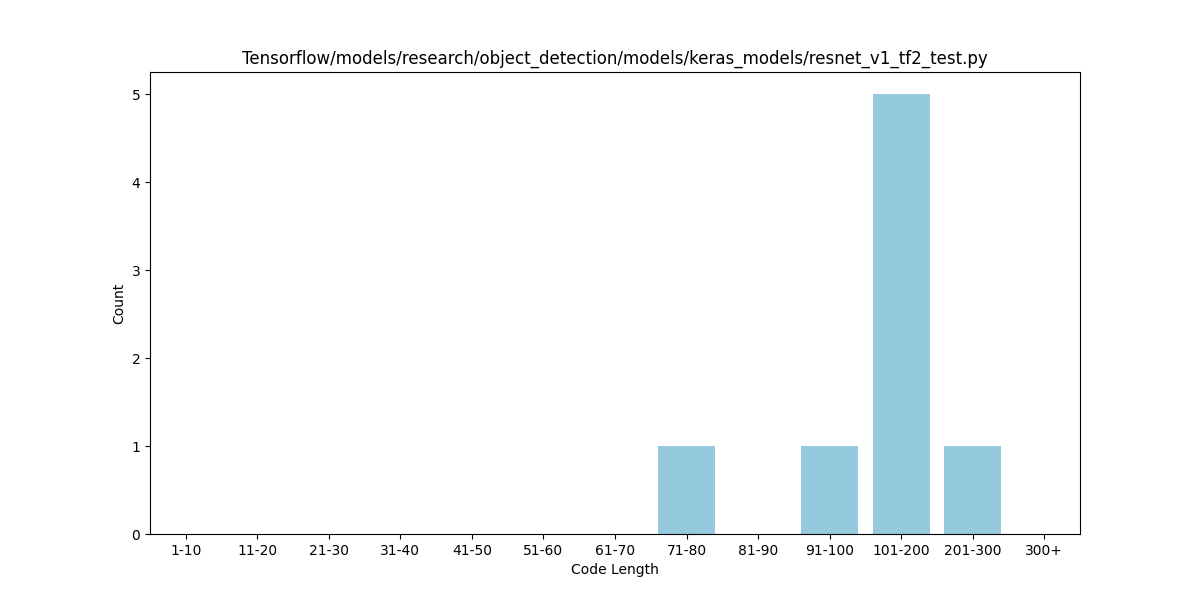 Tensorflow/models/research/object_detection/models/keras_models/resnet_v1_tf2_test.py
Count
5
4
3
2
1
0
1-10 11-20 21-30 31-40 41-50 51-60 61-70 71-80 81-90 91-100 101-200 201-300 300+
Code Length